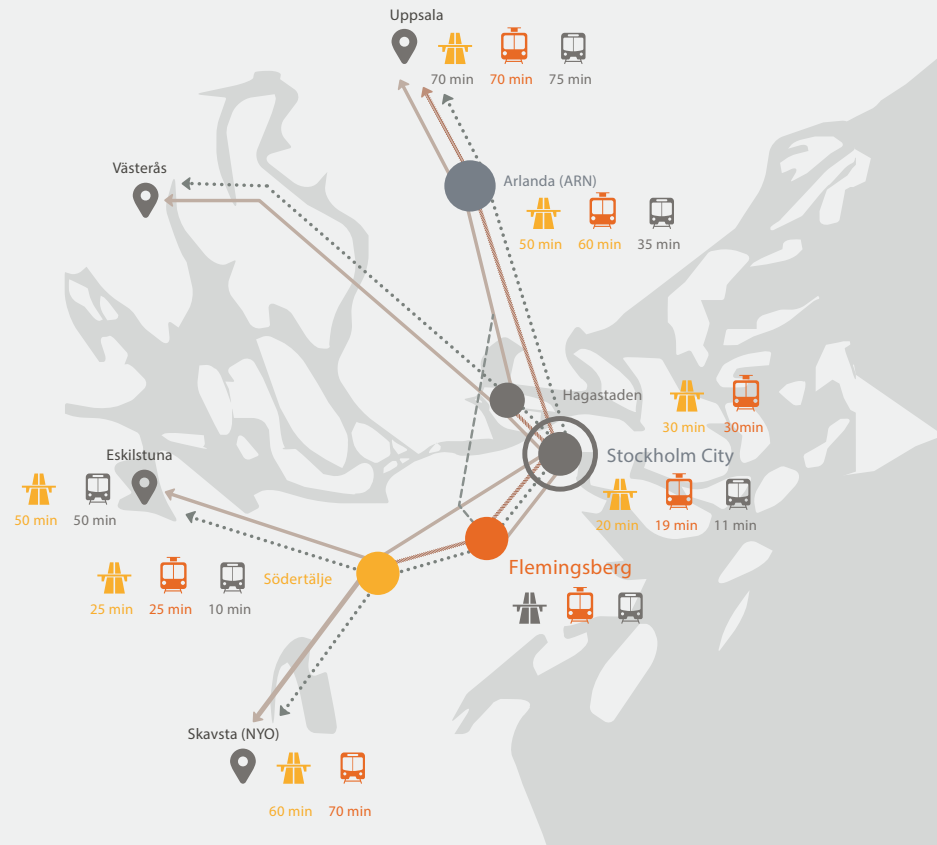 Uppsala
70 min 70 min 75 min
Västerås
Arlanda (ARN)
50 min 60 min 35 min
Hagastaden
30 min 30min
Stockholm City
20 min 19 min 11 min
Eskilstuna
50 min 50 min
Flemingsberg
Södertälje
25 min 25 min 10 min
Skavsta (NYO)
60 min 70 min